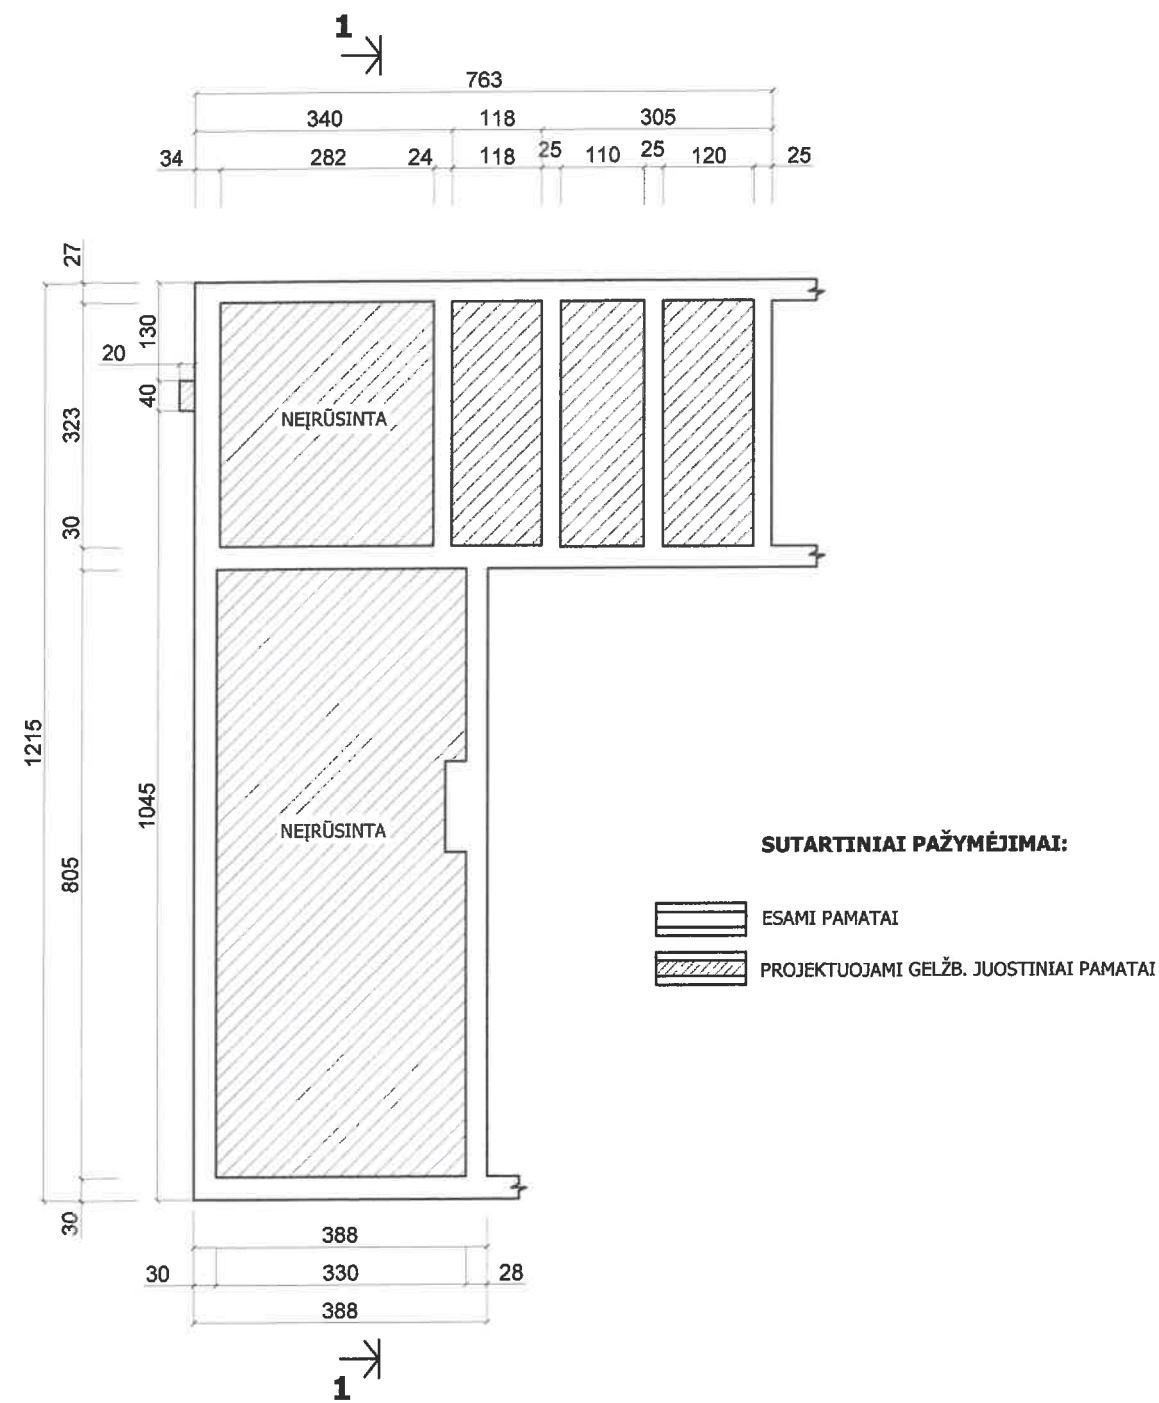 1
763
340 118 305
34 282 24 118 25 110 25 120 25
27
130
20
40
323
NEĮRŪSINTA
30
1215
1045
NEĮRŪSINTA
805
SUTARTINIAI PAŽYMĖJIMAI:
ESAMI PAMATAI
PROJEKTUOJAMI GELŽB. JUOSTINIAI PAMATAI
30
388
30 330 28
388
1